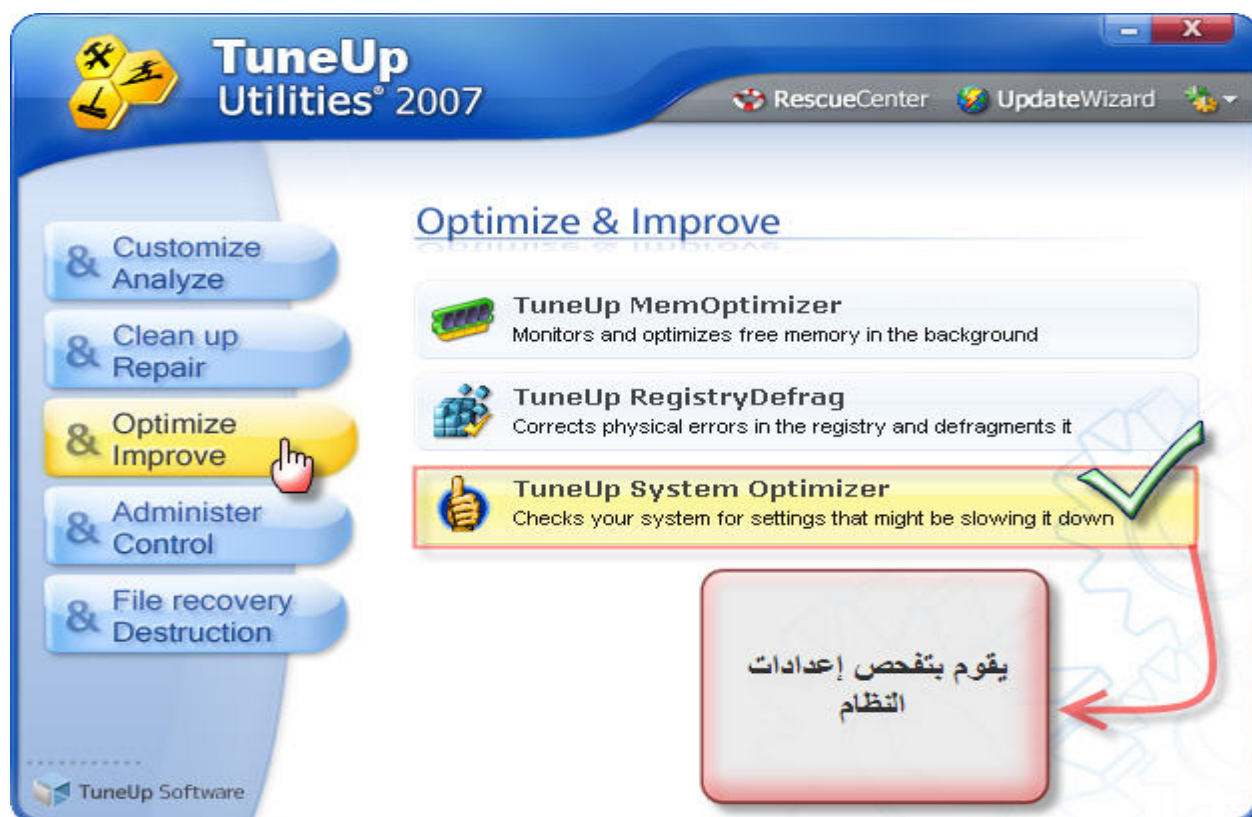 TuneUp
Utilities® 2007
RescueCenter UpdateWizard
Optimize & Improve
& Customize
Analyze
& Clean up
Repair
& Optimize
Improve
& Administer
Control
& File recovery
Destruction
TuneUp MemOptimizer
Monitors and optimizes free memory in the background
TuneUp RegistryDefrag
Corrects physical errors in the registry and defragments it
TuneUp System Optimizer
Checks your system for settings that might be slowing it down
يقوم بتفحص إعدادات
النظام
TuneUp Software